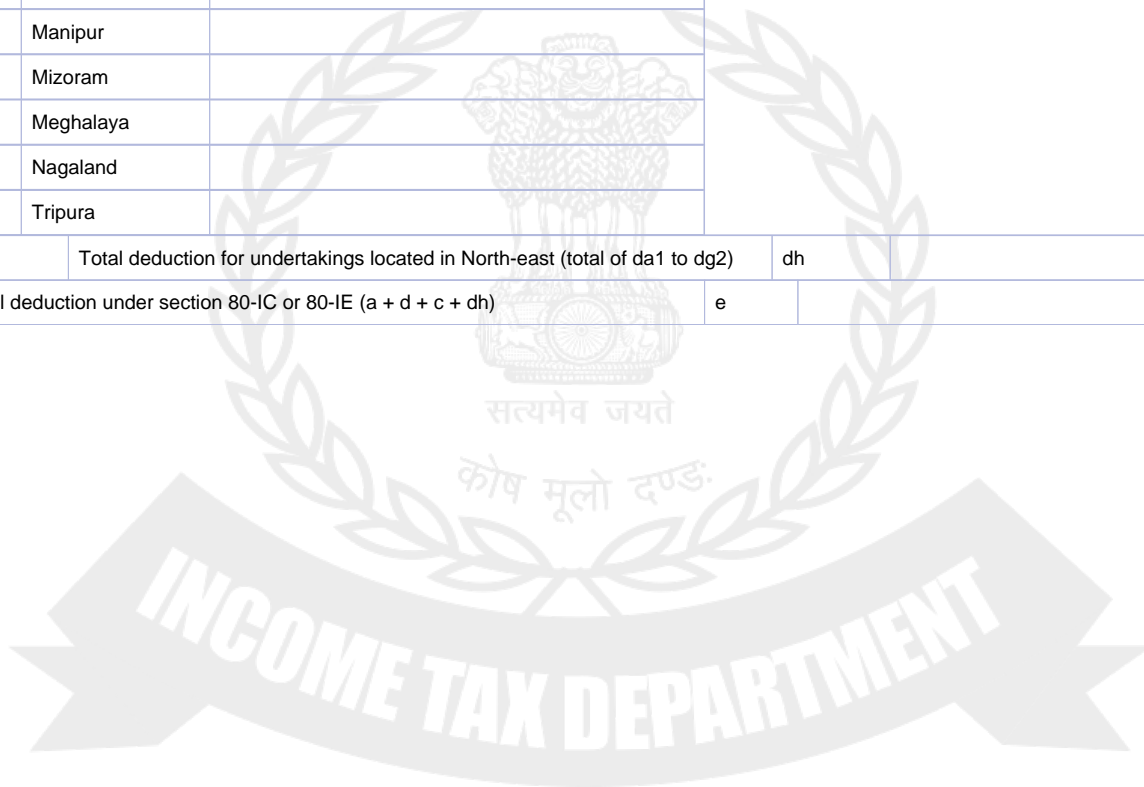 Manipur
Mizoram
Meghalaya
Nagaland
Tripura
Total deduction for undertakings located in North-east (total of da1 to dg2) dh
l deduction under section 80-IC or 80-IE (a + d + c + dh) e
सत्यमेव जयते
कोष मूलो दण्डः
INCOME TAX DEPARTMENT